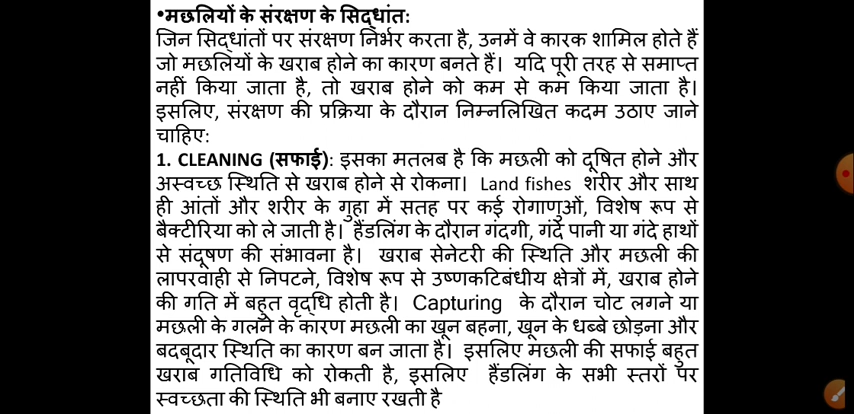 •मछलियों के संरक्षण के सिद्धांत:
जिन सिद्धांतों पर संरक्षण निर्भर करता है, उनमें वे कारक शामिल होते हैं
जो मछलियों के खराब होने का कारण बनते हैं। यदि पूरी तरह से समाप्त
नहीं किया जाता है, तो खराब होने को कम से कम किया जाता है।
इसलिए, संरक्षण की प्रक्रिया के दौरान निम्नलिखित कदम उठाए जाने
चाहिए:
1. CLEANING (सफाई): इसका मतलब है कि मछली को दूषित होने और
अस्वच्छ स्थिति से खराब होने से रोकना। Land fishes शरीर और साथ
ही आंतों और शरीर के गुहा में सतह पर कई रोगाणुओं, विशेष रूप से
बैक्टीरिया को ले जाती है। हैंडलिंग के दौरान गंदगी, गंदे पानी या गंदे हाथों
से संदूषण की संभावना है। खराब सेनेटरी की स्थिति और मछली की
लापरवाही से निपटने, विशेष रूप से उष्णकटिबंधीय क्षेत्रों में, खराब होने
की गति में बहुत वृद्धि होती है। Capturing के दौरान चोट लगने या
मछली के गलने के कारण मछली का खून बहना, खून के धब्बे छोड़ना और
बदबूदार स्थिति का कारण बन जाता है। इसलिए मछली की सफाई बहुत
खराब गतिविधि को रोकती है, इसलिए हैंडलिंग के सभी स्तरों पर
स्वच्छता की स्थिति भी बनाए रखती है